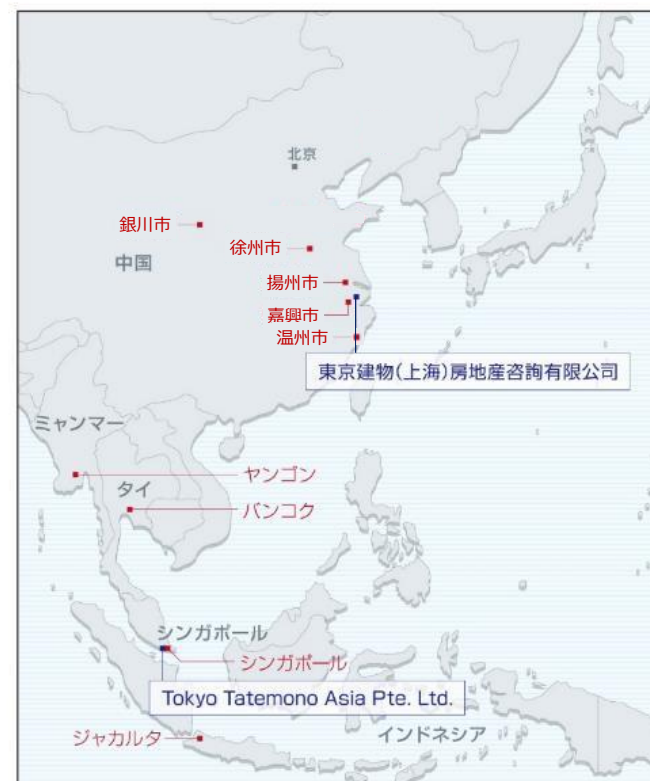 北京
銀川市
徐州市
中国
揚州市
嘉興市
温州市
東京建物(上海)房地産咨詢有限公司
ミャンマー
ヤンゴン
タイ
バンコク
シンガポール
シンガポール
Tokyo Tatemono Asia Pte. Ltd.
ジャカルタ
インドネシア